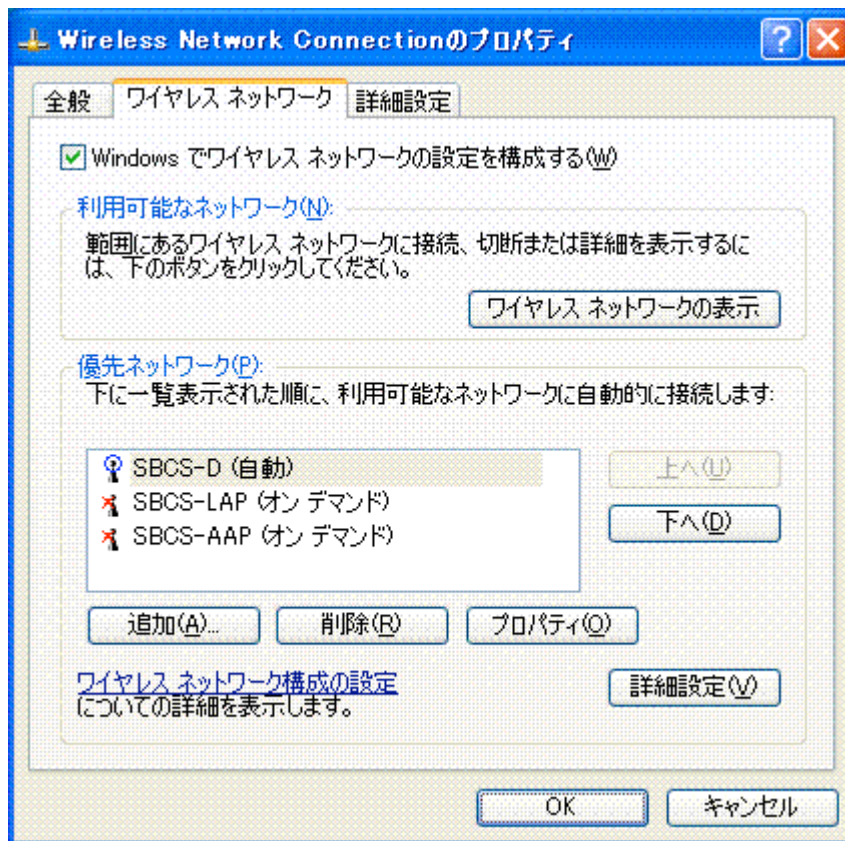 Wireless Network Connectionのプロパティ
全般 ワイヤレス ネットワーク 詳細設定
Windows でワイヤレス ネットワークの設定を構成する(W)
利用可能なネットワーク(N):
範囲にあるワイヤレス ネットワークに接続、切断または詳細を表示するに
は、下のボタンをクリックしてください。
ワイヤレス ネットワークの表示
優先ネットワーク(P):
下に一覧表示された順に、利用可能なネットワークに自動的に接続します:
SBCS-D (自動)
SBCS-LAP (オン デマンド)
SBCS-AAP (オン デマンド)
上へ(U)
下へ(D)
追加(A)... 削除(R) プロパティ(O)
ワイヤレス ネットワーク構成の設定
についての詳細を表示します。
詳細設定(V)
OK キャンセル